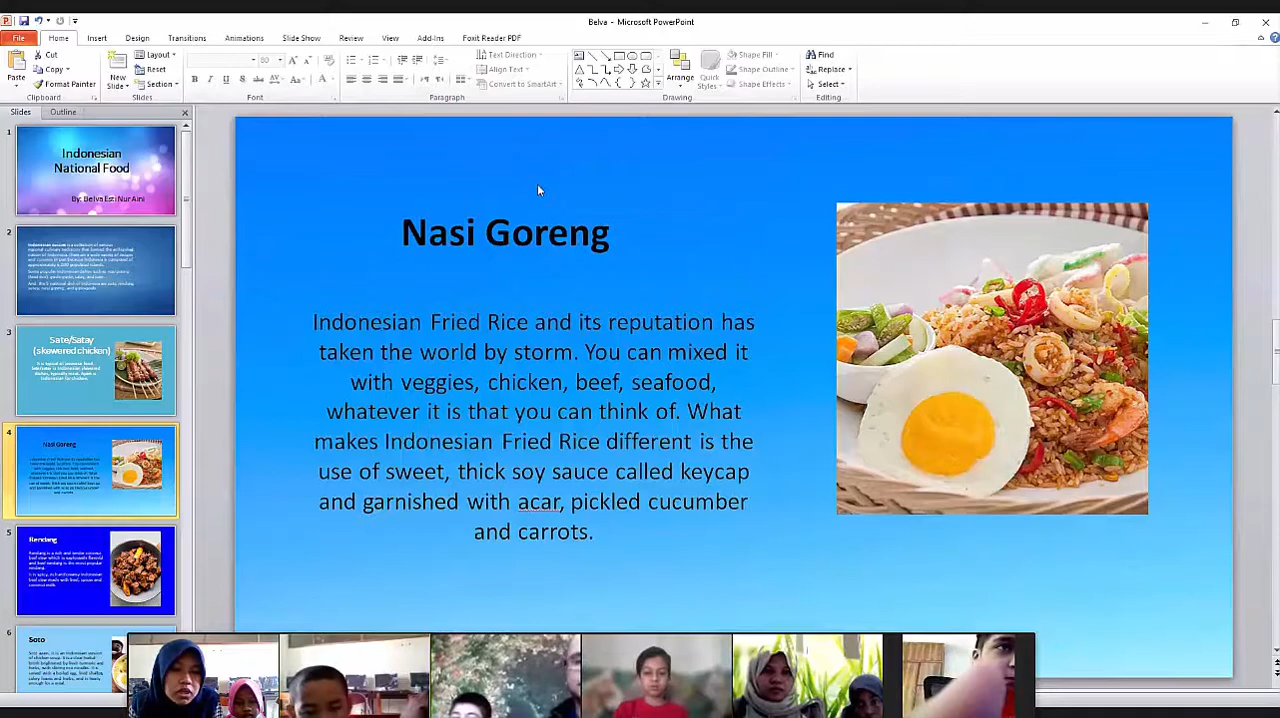 Belva - Microsoft PowerPoint
File Home Insert Design Transitions Animations Slide Show Review View Add-Ins Foxit Reader PDF
Cut
Copy
Format Painter
Paste
Clipboard
New
Slide
Layout
Reset
Section
Slides
Font
Text Direction
Align Text
Convert to SmartArt
Paragraph
Arrange
Quick
Styles
Shape Fill
Shape Outline
Shape Effects
Drawing
Find
Replace
Select
Editing
Slides Outline
1
Indonesian
National Food
By: Belva Esti Nur Aini
2
3
Sate/Satay
(skewered chicken)
4
Nasi Goreng
5
Rendang
6
Soto
Nasi Goreng
Indonesian Fried Rice and its reputation has
taken the world by storm. You can mixed it
with veggies, chicken, beef, seafood,
whatever it is that you can think of. What
makes Indonesian Fried Rice different is the
use of sweet, thick soy sauce called keycap
and garnished with acar, pickled cucumber
and carrots.